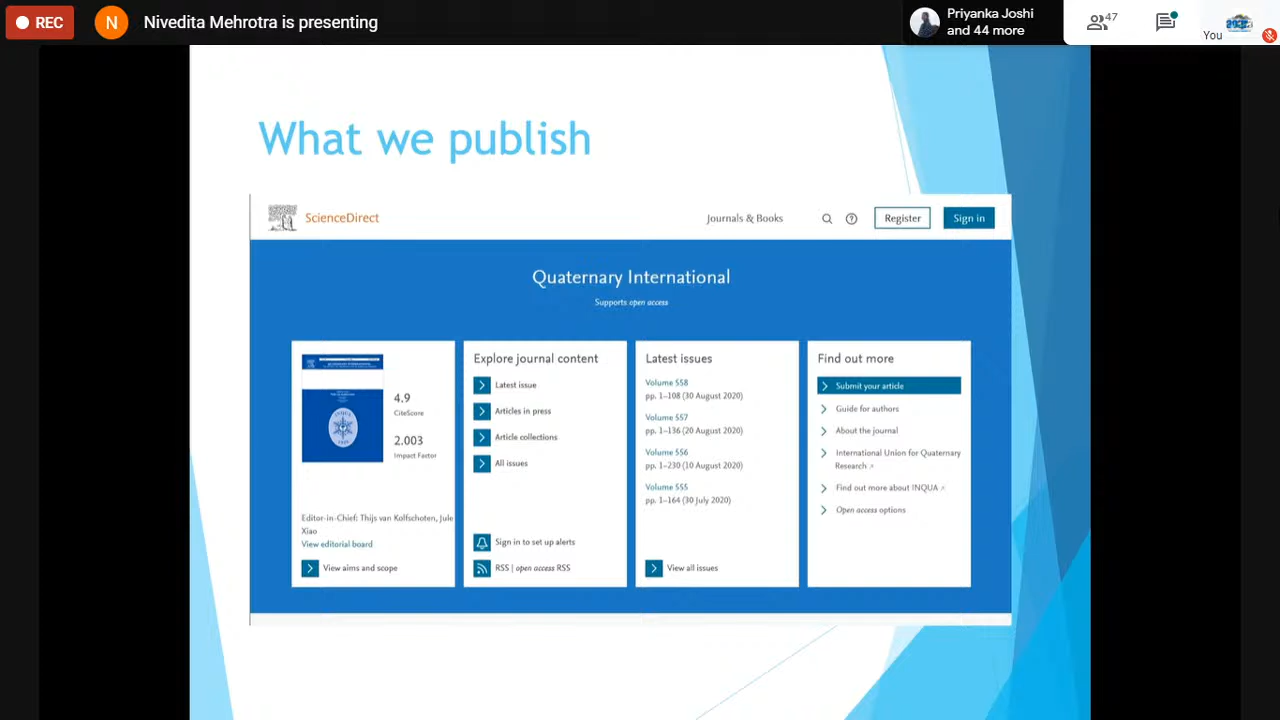 REC
N
Nivedita Mehrotra is presenting
Priyanka Joshi
and 44 more
47
You
What we publish
ScienceDirect
Journals & Books
Register
Sign in
Quaternary International
Supports open access
4.9
CiteScore
2.003
Impact Factor
Editor-in-Chief: Thijs van Kolfschoten, Jule
Xiao
View editorial board
View aims and scope
Explore journal content
Latest issue
Articles in press
Article collections
All issues
Sign in to set up alerts
RSS | open access RSS
Latest issues
Volume 558
pp. 1–108 (30 August 2020)
Volume 557
pp. 1–136 (20 August 2020)
Volume 556
pp. 1–230 (10 August 2020)
Volume 555
pp. 1–164 (30 July 2020)
View all issues
Find out more
Submit your article
Guide for authors
About the journal
International Union for Quaternary
Research
Find out more about INQUA
Open access options